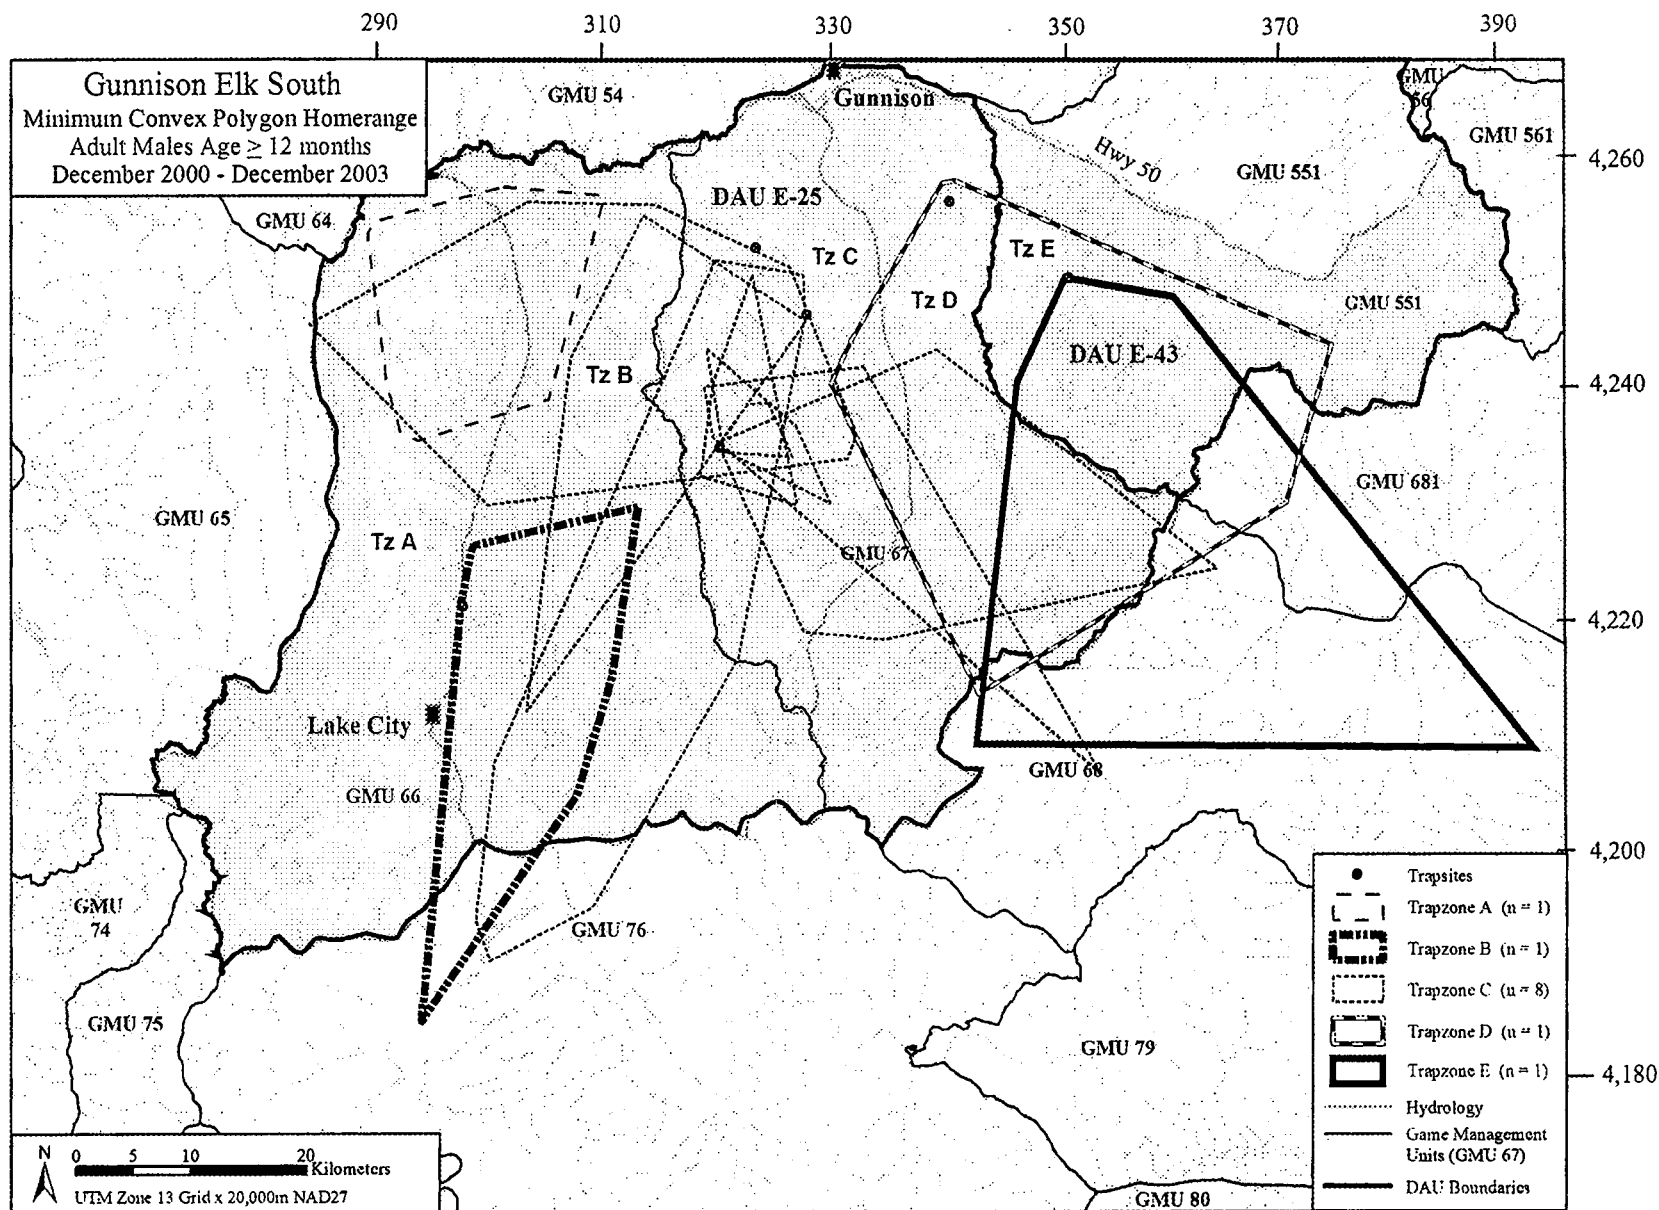 290 310 330 350 370 390
Gunnison Elk South
Minimum Convex Polygon Homerange
Adult Males Age ≥ 12 months
December 2000 - December 2003
GMU 54
Gunnison
GMU
56
GMU 561
Hwy 50
GMU 551
4,260
GMU 64
DAU E-25
Tz C
Tz E
Tz D
GMU 551
DAU E-43
Tz B
4,240
GMU 681
GMU 65
Tz A
GMU 67
4,220
Lake City
GMU 68
GMU 66
4,200
GMU
74
GMU 76
GMU 75
GMU 79
4,180
GMU 80
Trapsites
Trapzone A (n = 1)
Trapzone B (n = 1)
Trapzone C (n = 8)
Trapzone D (n = 1)
Trapzone E (n = 1)
Hydrology
Game Management
Units (GMU 67)
DAU Boundaries
N
0 5 10 20
Kilometers
UTM Zone 13 Grid x 20,000m NAD27